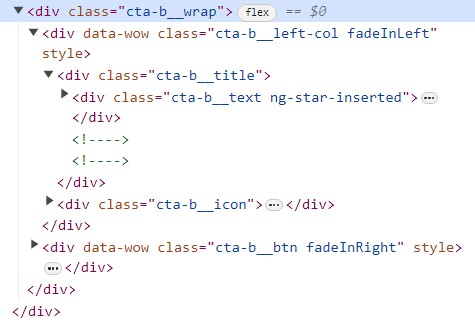 ▼<div class="cta-b__wrap"> flex == $0
▼<div data-wow class="cta-b__left-col fadeInLeft"
style>
▼<div class="cta-b__title">
▶<div class="cta-b__text ng-star-inserted">⋯
</div>
<!---->
<!---->
</div>
▶<div class="cta-b__icon">⋯</div>
</div>
▶<div data-wow class="cta-b__btn fadeInRight" style>
⋯</div>
</div>
</div>